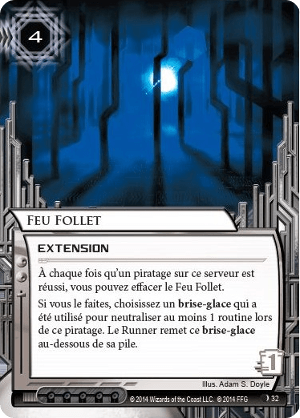 4
FEU FOLLET
EXTENSION
À chaque fois qu'un piratage sur ce serveur est
réussi, vous pouvez effacer le Feu Follet.
Si vous le faites, choisissez un brise-glace qui a
été utilisé pour neutraliser au moins 1 routine lors
de ce piratage. Le Runner remet ce brise-glace
au-dessous de sa pile.
1
Illus. Adam S. Doyle
© 2014 Wizards of the Coast LLC. © 2014 FFG
32